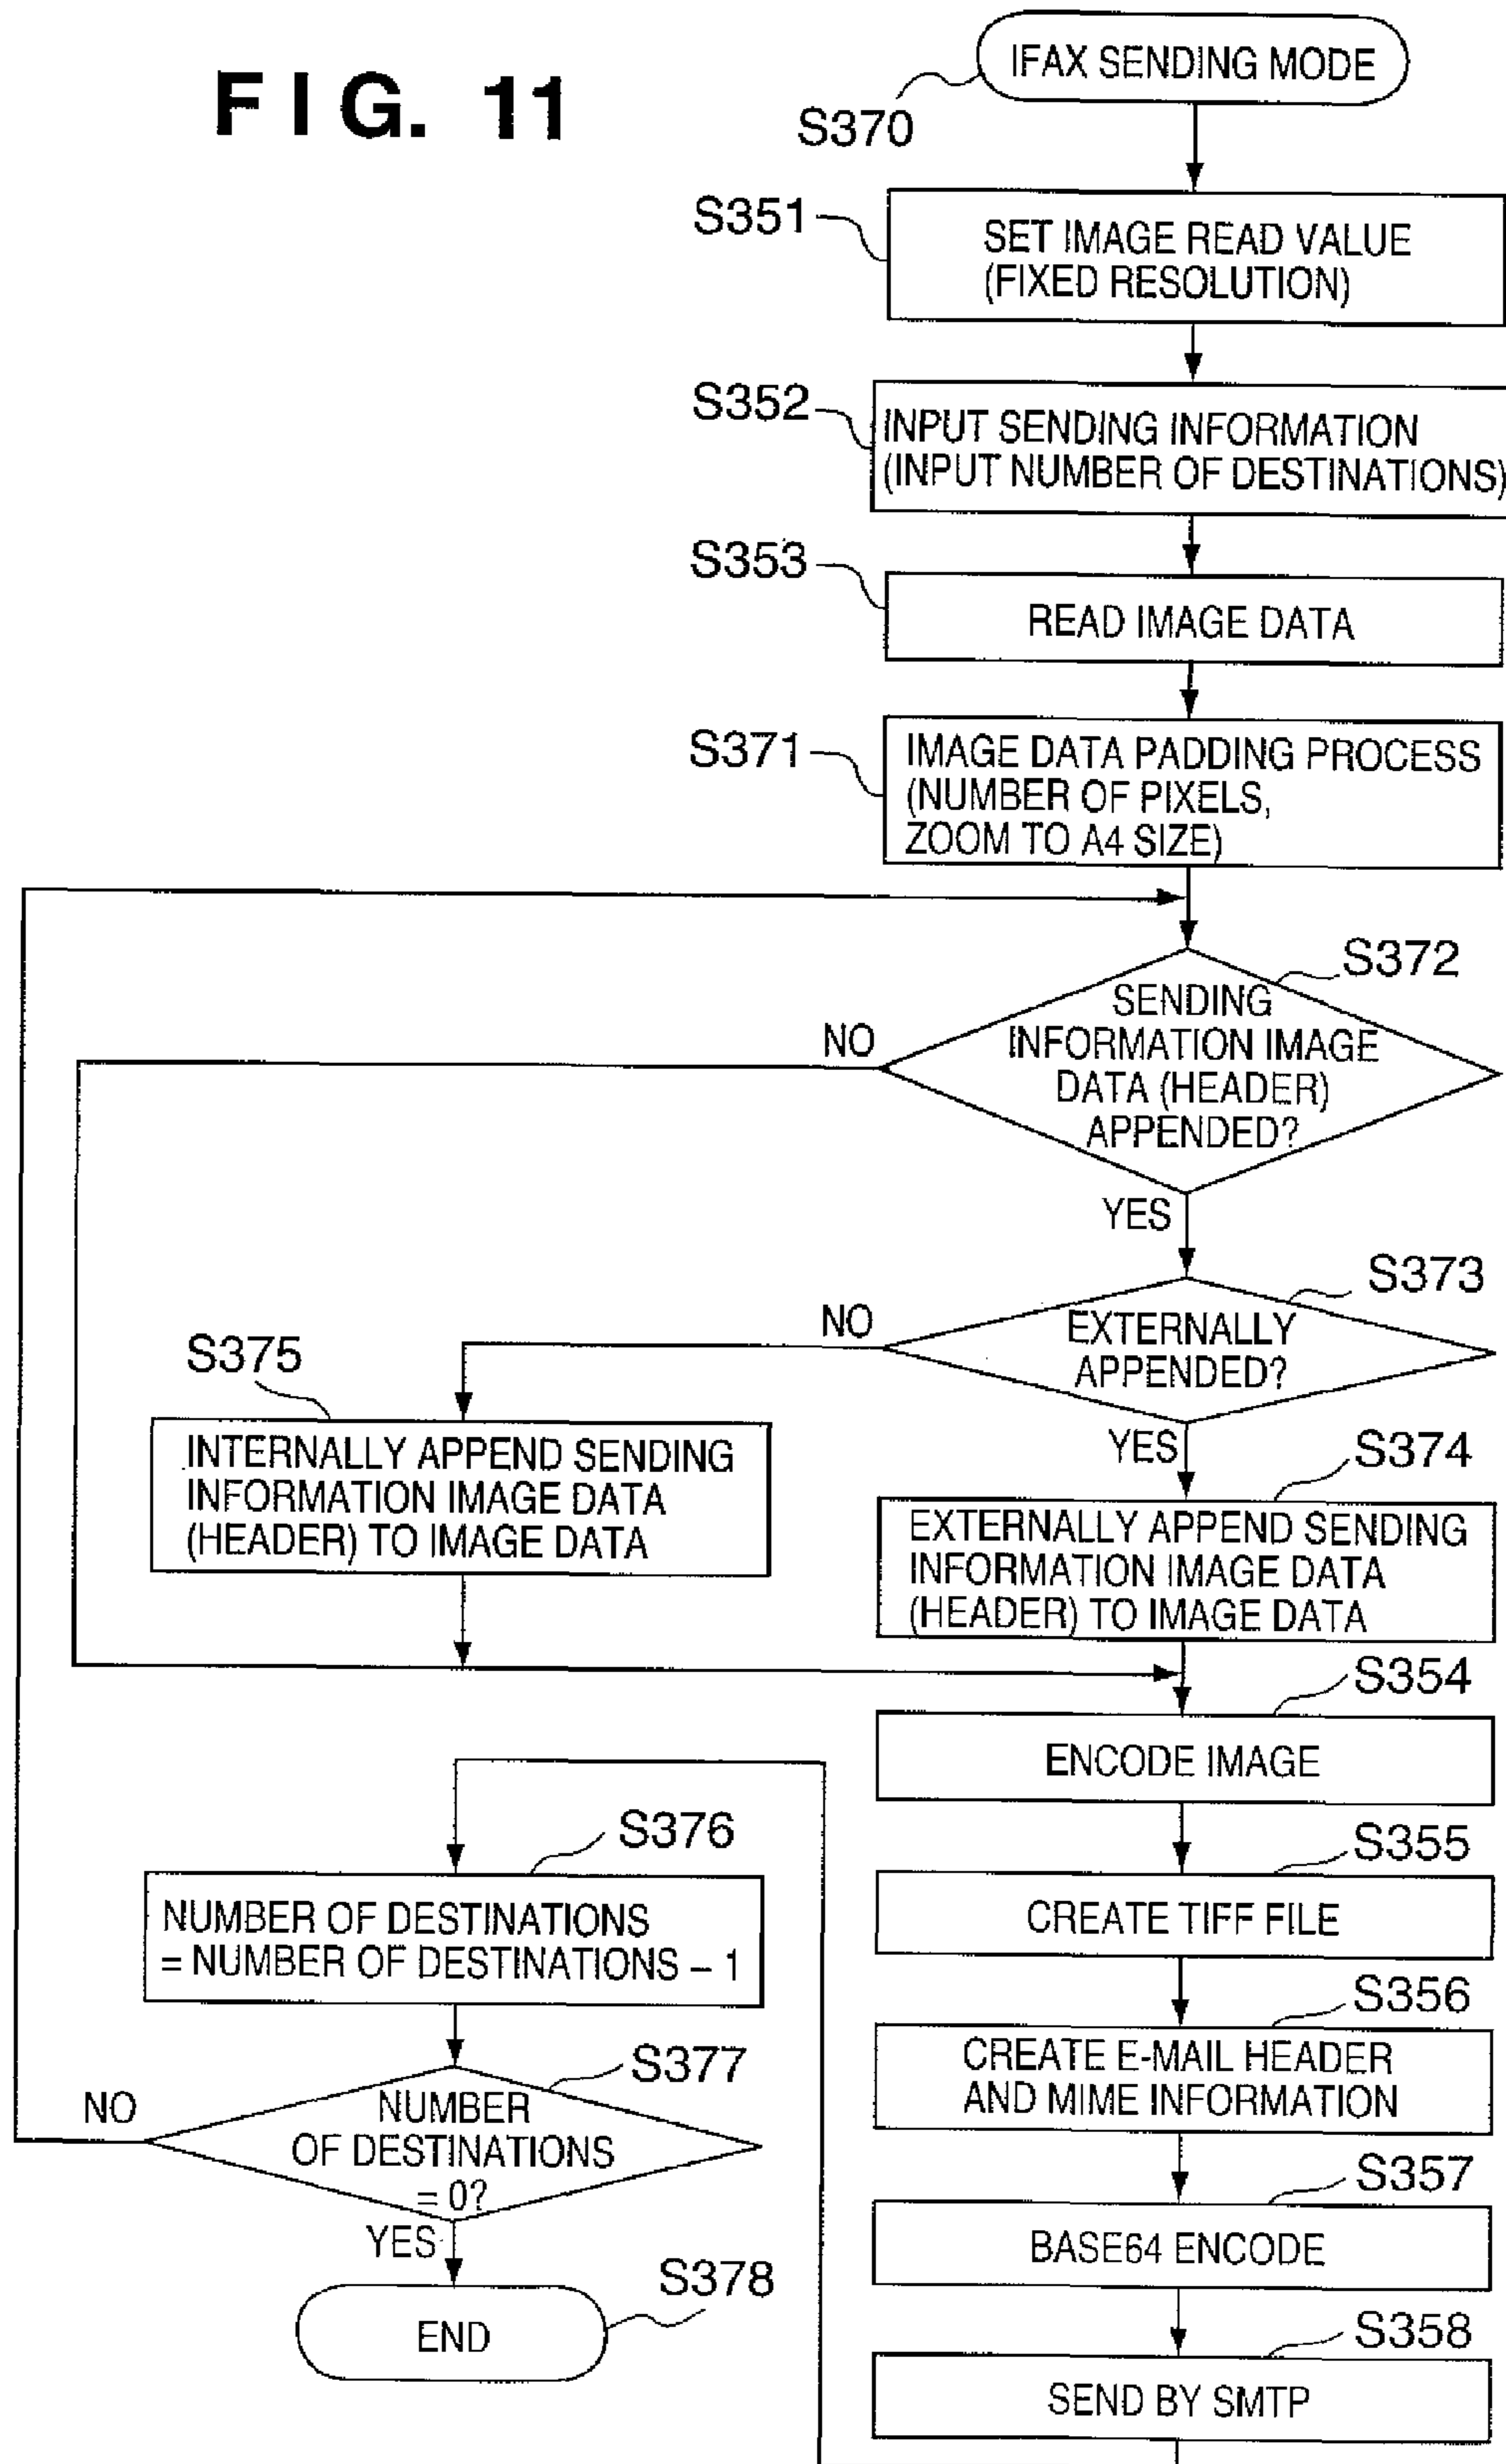 FIG. 11
IFAX SENDING MODE
S370
S351
SET IMAGE READ VALUE
(FIXED RESOLUTION)
S352
INPUT SENDING INFORMATION
(INPUT NUMBER OF DESTINATIONS)
S353
READ IMAGE DATA
S371
IMAGE DATA PADDING PROCESS
(NUMBER OF PIXELS,
ZOOM TO A4 SIZE)
S372
SENDING
INFORMATION IMAGE
DATA (HEADER)
APPENDED?
NO
YES
S373
EXTERNALLY
APPENDED?
NO
YES
S375
INTERNALLY APPEND SENDING
INFORMATION IMAGE DATA
(HEADER) TO IMAGE DATA
S374
EXTERNALLY APPEND SENDING
INFORMATION IMAGE DATA
(HEADER) TO IMAGE DATA
S354
ENCODE IMAGE
S355
CREATE TIFF FILE
S356
CREATE E-MAIL HEADER
AND MIME INFORMATION
S357
BASE64 ENCODE
S358
SEND BY SMTP
S376
NUMBER OF DESTINATIONS
= NUMBER OF DESTINATIONS – 1
S377
NUMBER
OF DESTINATIONS
= 0?
NO
YES
S378
END